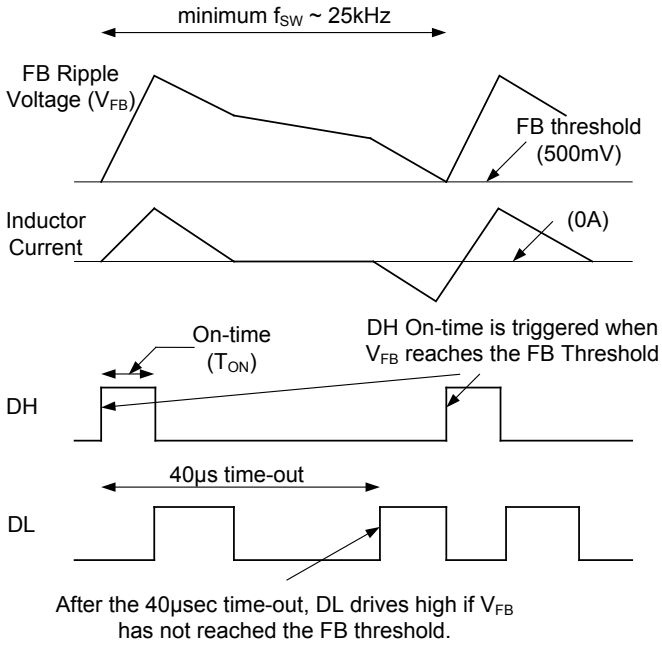 minimum fSW ~ 25kHz
FB Ripple
Voltage (VFB)
FB threshold
(500mV)
Inductor
Current
(0A)
On-time
(TON)
DH On-time is triggered when
VFB reaches the FB Threshold
DH
40µs time-out
DL
After the 40µsec time-out, DL drives high if VFB
has not reached the FB threshold.